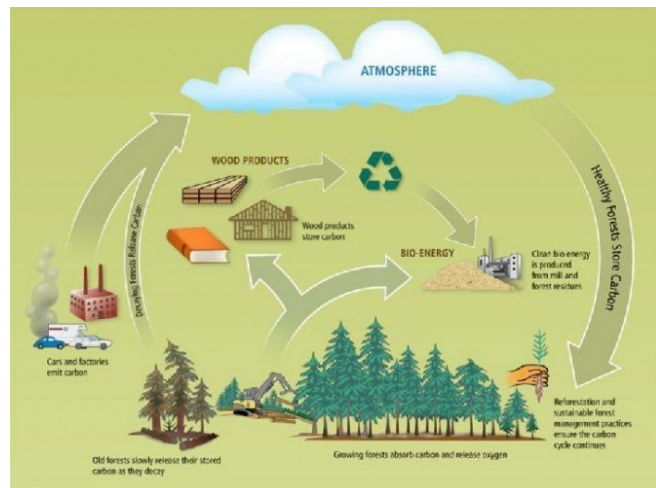 ATMOSPHERE
WOOD PRODUCTS
Wood products
store carbon
BIO-ENERGY
Clean bio-energy
is produced
from mill and
forest residues
Healthy Forests Store Carbon
Decaying Forests Release Carbon
Cars and factories
emit carbon
Old forests slowly release their stored
carbon as they decay
Growing forests absorb carbon and release oxygen
Reforestation and
sustainable forest
management practices
ensure the carbon
cycle continues